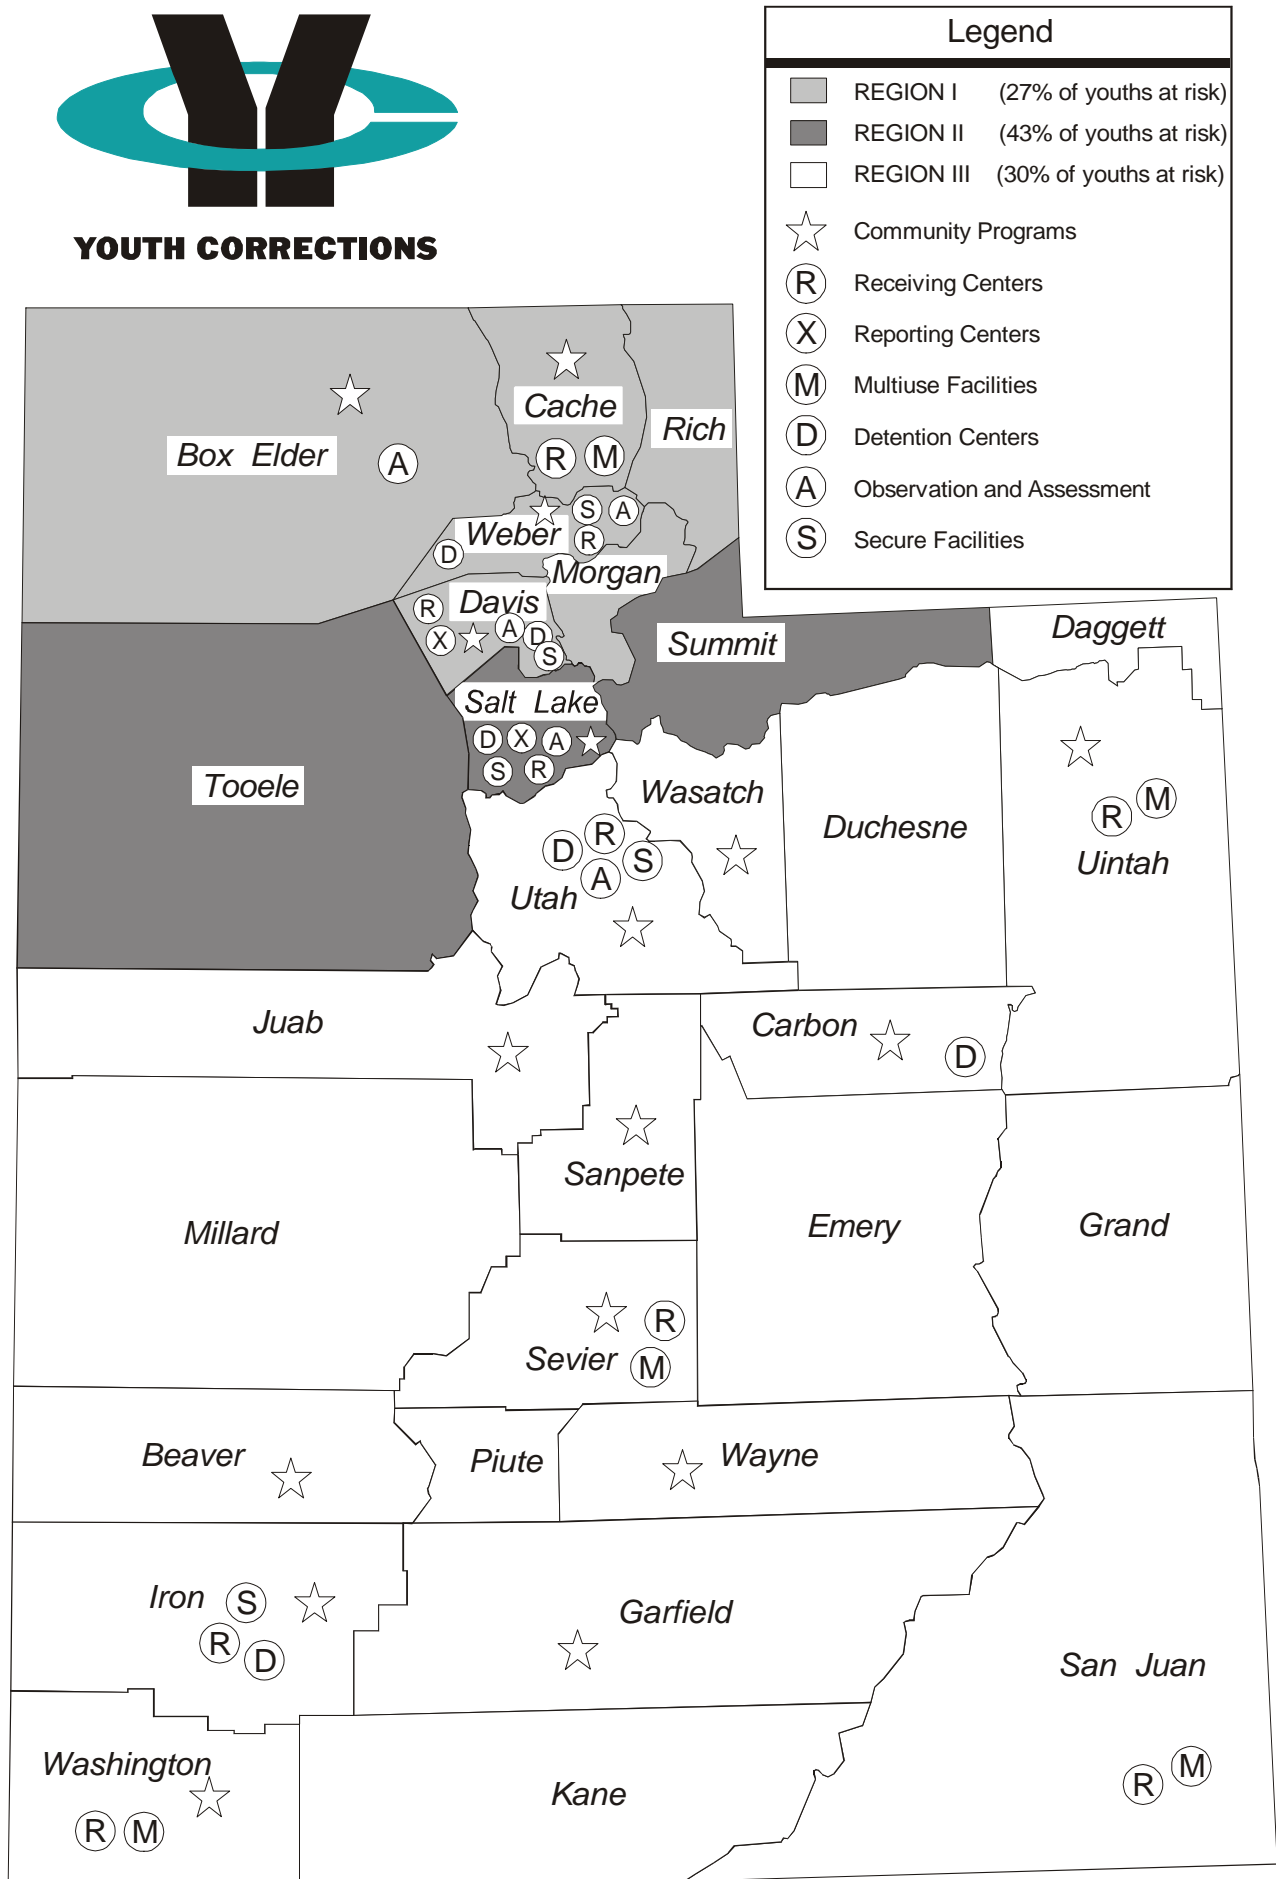 YOUTH CORRECTIONS
Legend
REGION I (27% of youths at risk)
REGION II (43% of youths at risk)
REGION III (30% of youths at risk)
Community Programs
R Receiving Centers
X Reporting Centers
M Multiuse Facilities
D Detention Centers
A Observation and Assessment
S Secure Facilities
Cache
Rich
Box Elder
A
R M
S A
Weber
R
D
Morgan
Davis
R
X A D
S
Summit
Daggett
Salt Lake
D X A
S R
Tooele
Wasatch
Duchesne
M
R
Uintah
R
D S
A
Utah
Juab
Carbon
D
Sanpete
Millard
Emery
Grand
R
Sevier
M
Beaver
Piute
Wayne
Iron S
R D
Garfield
San Juan
M
R
Washington
R M
Kane